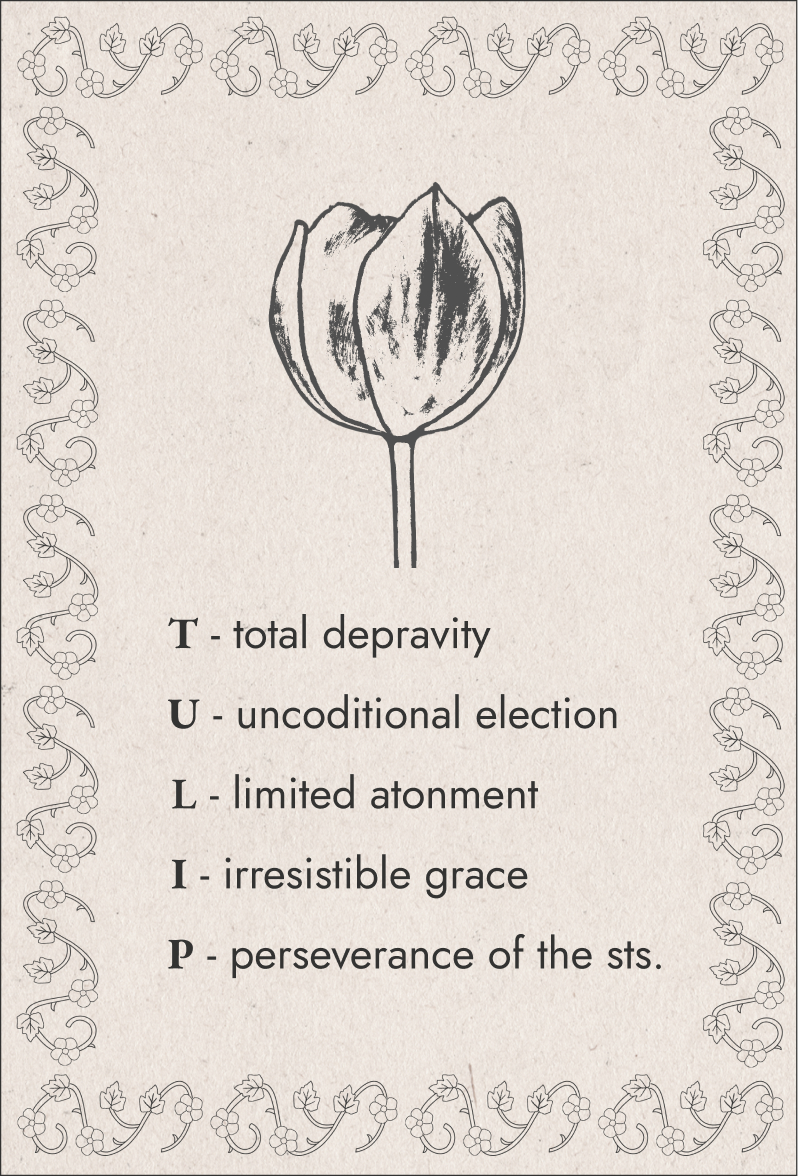 T - total depravity
U - uncoditional election
L - limited atonment
I - irresistible grace
P - perseverance of the sts.